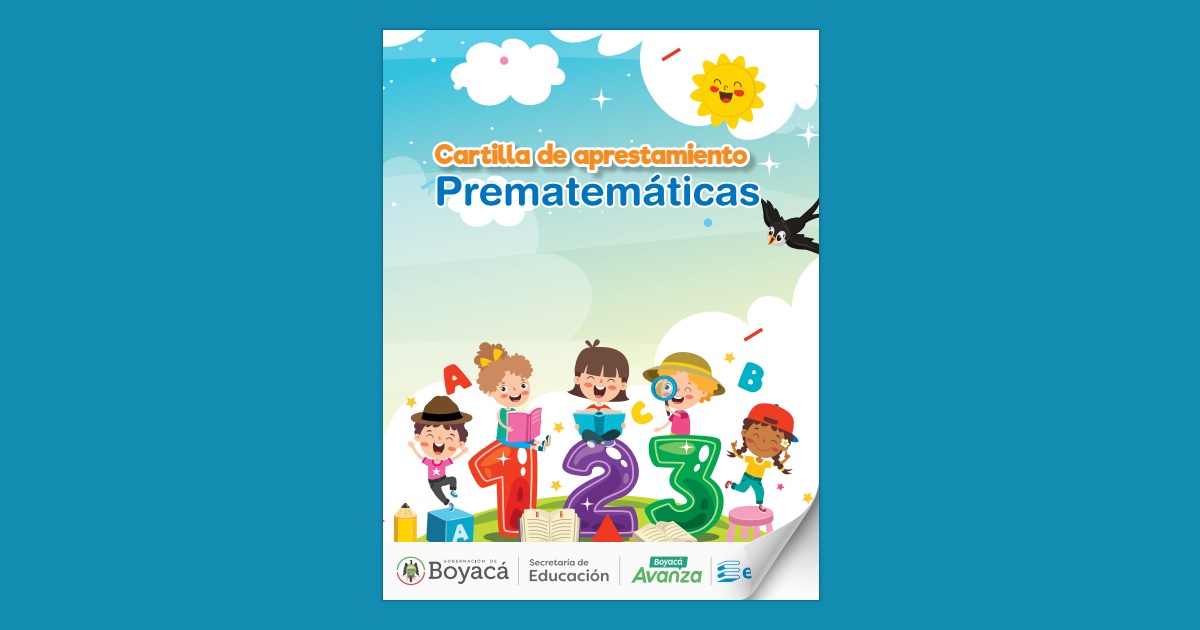 Cartilla de aprestamiento
Prematemáticas
A
B
C
1 2 3
A B
A
GOBERNACIÓN DE
Boyacá
Secretaría de
Educación
Boyacá
Avanza
e